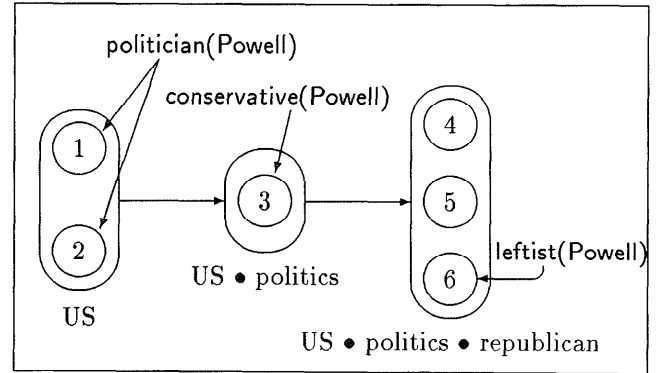 politician(Powell)
conservative(Powell)
1
2
3
4
5
6
leftist(Powell)
US
US • politics
US • politics • republican